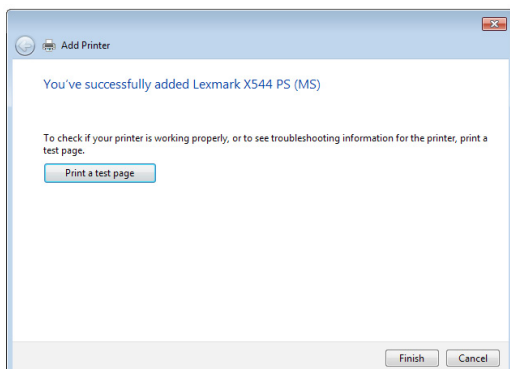 Add Printer
You've successfully added Lexmark X544 PS (MS)
To check if your printer is working properly, or to see troubleshooting information for the printer, print a
test page.
Print a test page
Finish Cancel